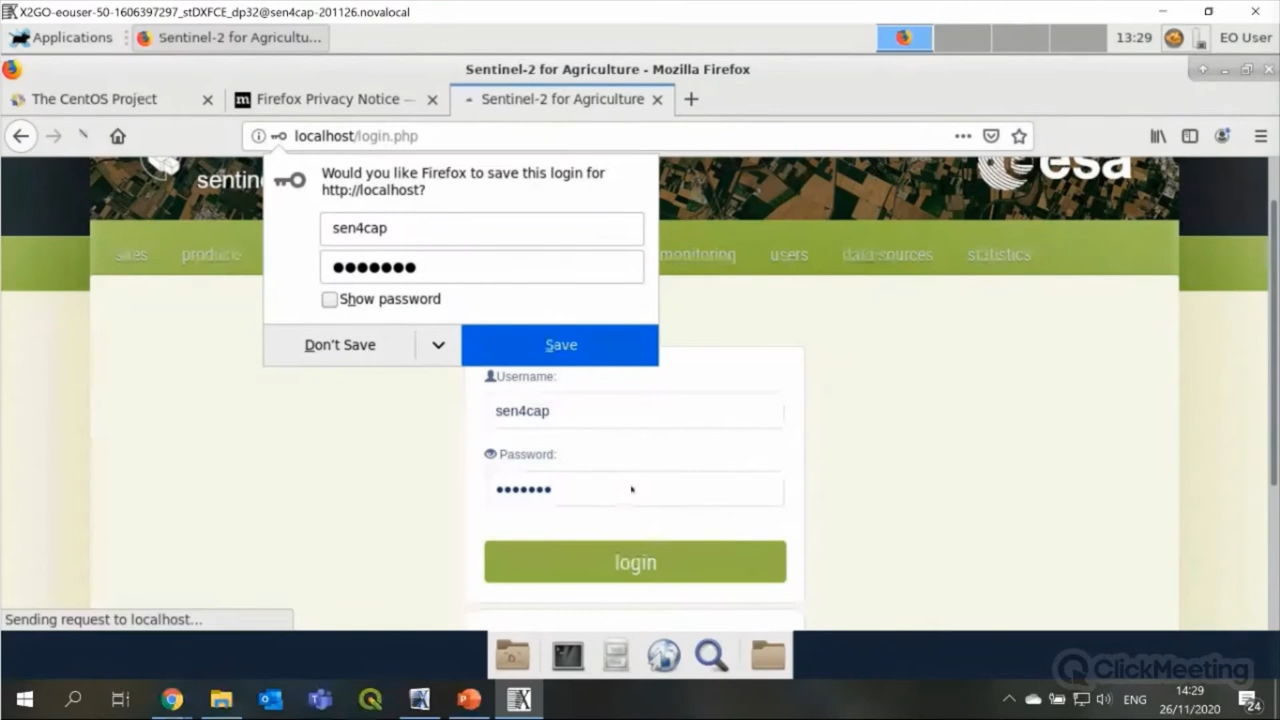 X2GO-eouser-50-1606397297_stDXFCE_dp32@sen4cap-201126.novalocal
Applications
Sentinel-2 for Agricultu...
13:29
EO User
Sentinel-2 for Agriculture - Mozilla Firefox
The CentOS Project
Firefox Privacy Notice —
Sentinel-2 for Agriculture
localhost/login.php
Would you like Firefox to save this login for
http://localhost?
esa
sen4cap
sites
products
monitoring
users
data sources
statistics
●●●●●●●
Show password
Don't Save
Save
Username:
sen4cap
Password:
●●●●●●●
login
Sending request to localhost...
ClickMeeting
ENG
14:29
26/11/2020
24